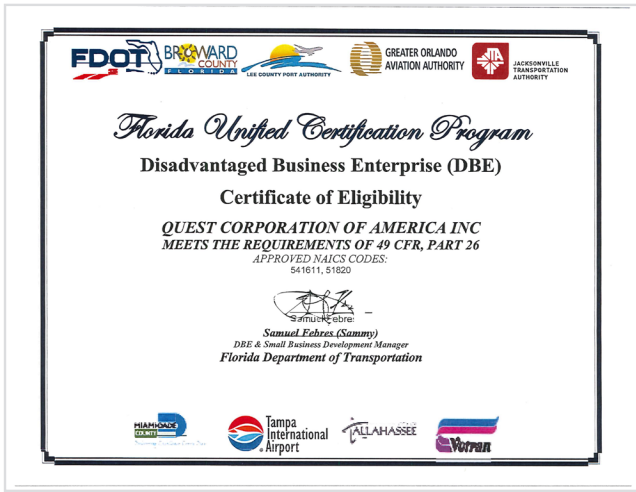 FDOT
BROWARD
COUNTY
FLORIDA
LEE COUNTY PORT AUTHORITY
GREATER ORLANDO
AVIATION AUTHORITY
JTA
JACKSONVILLE
TRANSPORTATION
AUTHORITY
Florida Unified Certification Program
Disadvantaged Business Enterprise (DBE)
Certificate of Eligibility
QUEST CORPORATION OF AMERICA INC
MEETS THE REQUIREMENTS OF 49 CFR, PART 26
APPROVED NAICS CODES:
541611, 51820
Samuel Febres
Samuel Febres (Sammy)
DBE & Small Business Development Manager
Florida Department of Transportation
MIAMI-DADE
COUNTY
Tampa
International
Airport
TALLAHASSEE
Votran